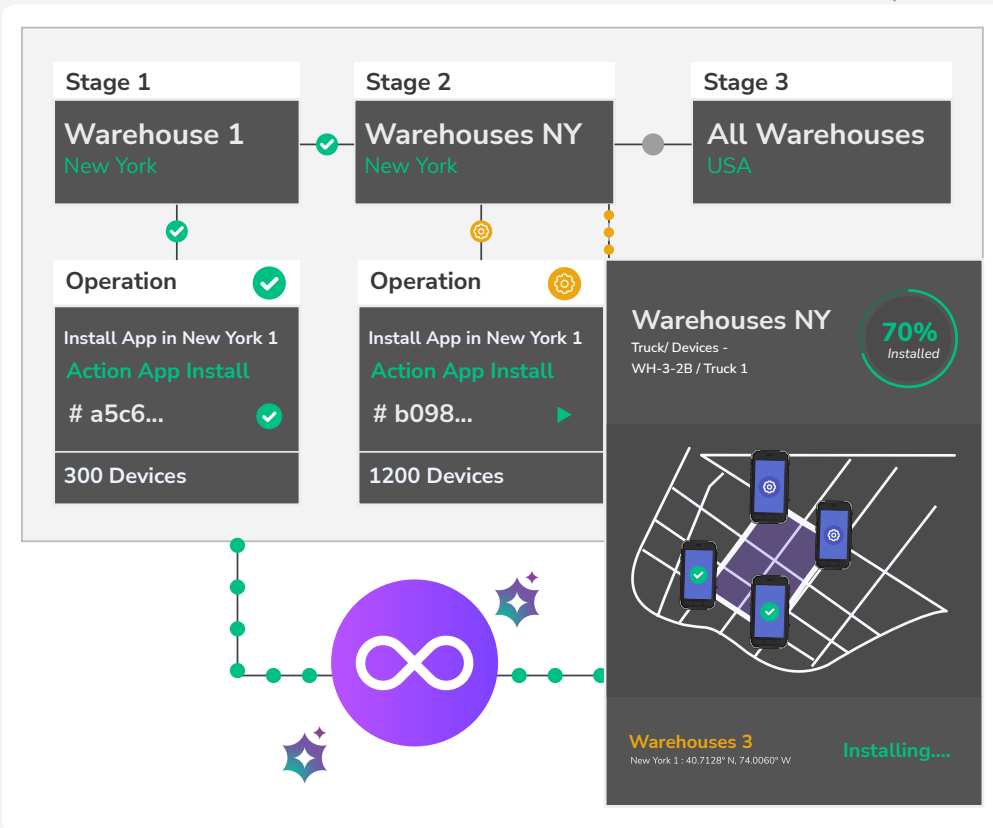 Stage 1
Warehouse 1
New York
Stage 2
Warehouses NY
New York
Stage 3
All Warehouses
USA
Operation
Install App in New York 1
Action App Install
# a5c6...
300 Devices
Operation
Install App in New York 1
Action App Install
# b098...
1200 Devices
Warehouses NY
Truck/ Devices -
WH-3-2B / Truck 1
70%
Installed
Warehouses 3
New York 1 : 40.7128° N, 74.0060° W
Installing....